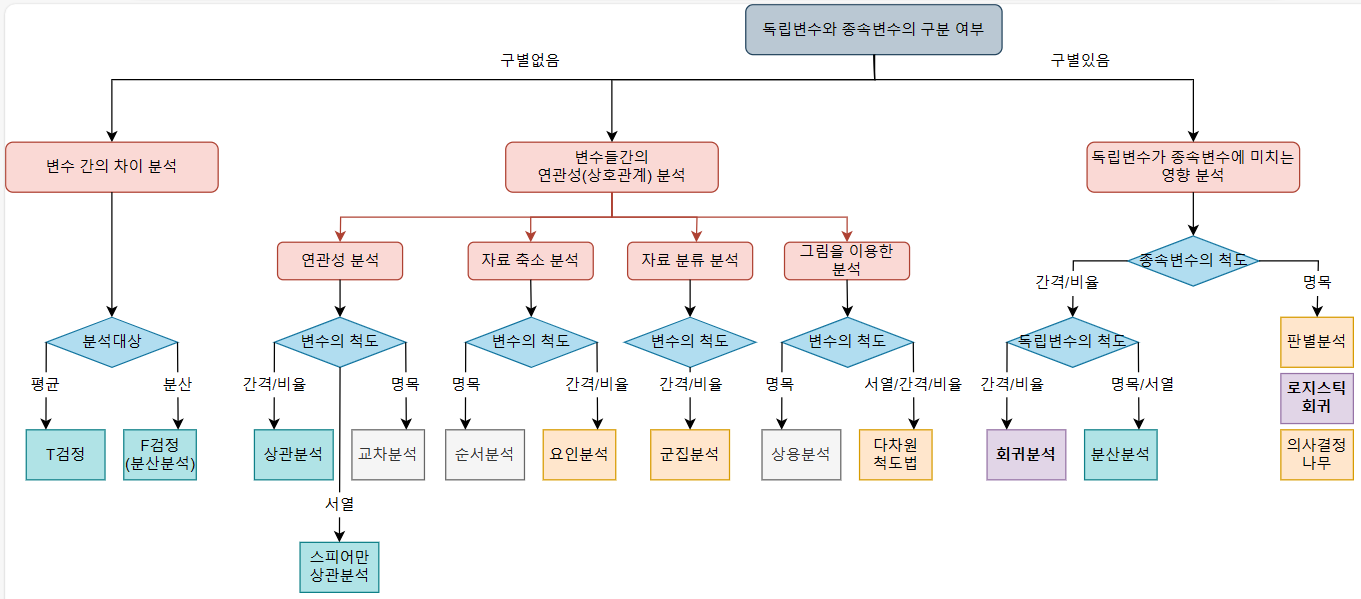 독립변수와 종속변수의 구분 여부
구별없음
구별있음
변수 간의 차이 분석
변수들간의
연관성(상호관계) 분석
독립변수가 종속변수에 미치는
영향 분석
연관성 분석
자료 축소 분석
자료 분류 분석
그림을 이용한
분석
종속변수의 척도
간격/비율
명목
분석대상
변수의 척도
변수의 척도
변수의 척도
변수의 척도
독립변수의 척도
판별분석
평균
분산
간격/비율
명목
명목
간격/비율
간격/비율
명목
서열/간격/비율
간격/비율
명목/서열
로지스틱
회귀
T검정
F검정
(분산분석)
상관분석
교차분석
순서분석
요인분석
군집분석
상용분석
다차원
척도법
회귀분석
분산분석
의사결정
나무
서열
스피어만
상관분석